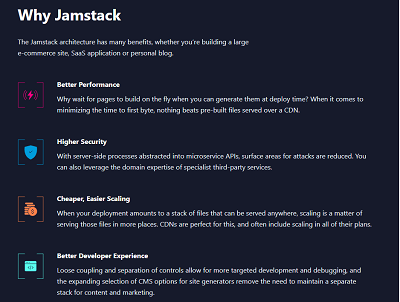 Why Jamstack
The Jamstack architecture has many benefits, whether you're building a large
e-commerce site, SaaS application or personal blog.
Better Performance
Why wait for pages to build on the fly when you can generate them at deploy time? When it comes to
minimizing the time to first byte, nothing beats pre-built files served over a CDN.
Higher Security
With server-side processes abstracted into microservice APIs, surface areas for attacks are reduced. You
can also leverage the domain expertise of specialist third-party services.
Cheaper, Easier Scaling
When your deployment amounts to a stack of files that can be served anywhere, scaling is a matter of
serving those files in more places. CDNs are perfect for this, and often include scaling in all of their plans.
Better Developer Experience
Loose coupling and separation of controls allow for more targeted development and debugging, and
the expanding selection of CMS options for site generators remove the need to maintain a separate
stack for content and marketing.